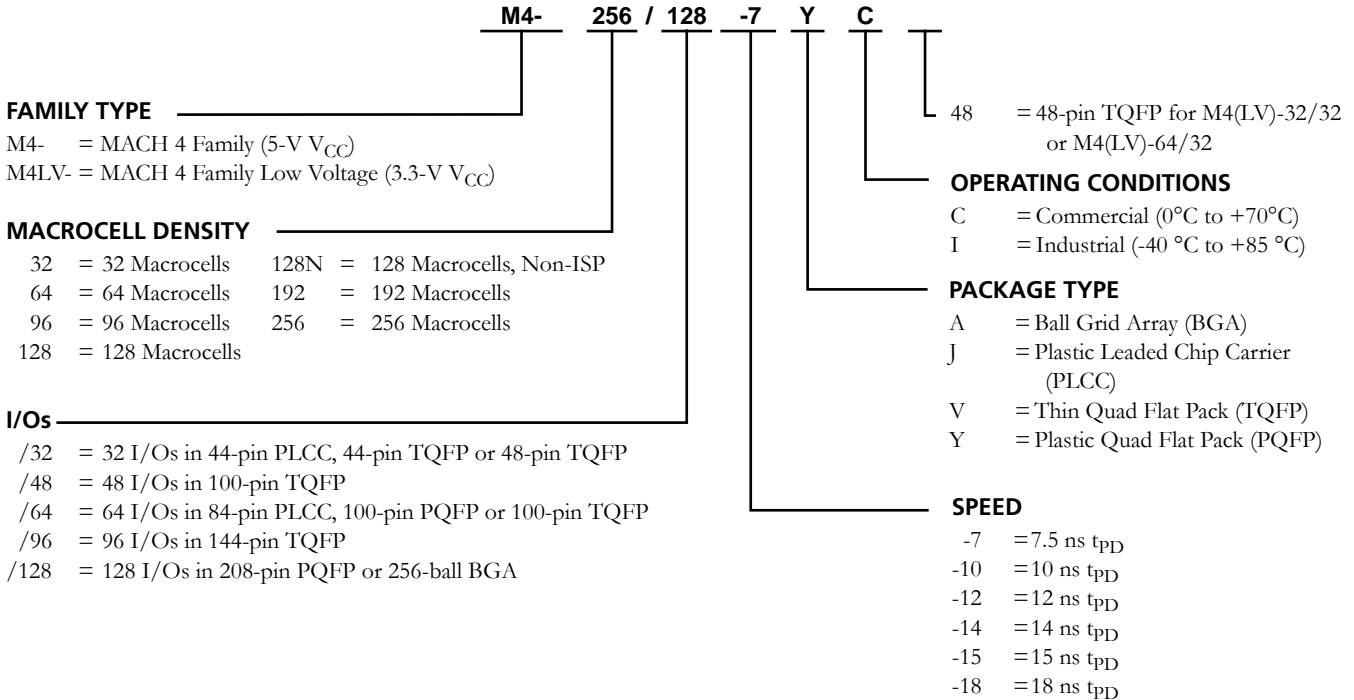 M4- 256 / 128 -7 Y C
FAMILY TYPE
M4- = MACH 4 Family (5-V VCC)
M4LV- = MACH 4 Family Low Voltage (3.3-V VCC)
MACROCELL DENSITY
32 = 32 Macrocells 128N = 128 Macrocells, Non-ISP
64 = 64 Macrocells 192 = 192 Macrocells
96 = 96 Macrocells 256 = 256 Macrocells
128 = 128 Macrocells
I/Os
/32 = 32 I/Os in 44-pin PLCC, 44-pin TQFP or 48-pin TQFP
/48 = 48 I/Os in 100-pin TQFP
/64 = 64 I/Os in 84-pin PLCC, 100-pin PQFP or 100-pin TQFP
/96 = 96 I/Os in 144-pin TQFP
/128 = 128 I/Os in 208-pin PQFP or 256-ball BGA
48 = 48-pin TQFP for M4(LV)-32/32
or M4(LV)-64/32
OPERATING CONDITIONS
C = Commercial (0°C to +70°C)
I = Industrial (-40 °C to +85 °C)
PACKAGE TYPE
A = Ball Grid Array (BGA)
J = Plastic Leaded Chip Carrier
(PLCC)
V = Thin Quad Flat Pack (TQFP)
Y = Plastic Quad Flat Pack (PQFP)
SPEED
-7 =7.5 ns tPD
-10 =10 ns tPD
-12 =12 ns tPD
-14 =14 ns tPD
-15 =15 ns tPD
-18 =18 ns tPD